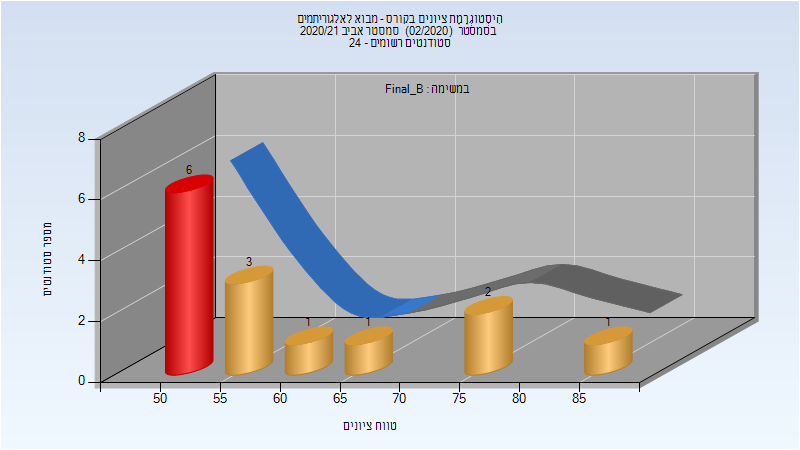 היסטוגרמת ציונים בקורס - מבוא לאלגוריתמים
בסמסטר (02/2020) סמסטר אביב 2020/21
סטודנטים רשומים - 24
במשימה : Final_B
8
6
4
2
0
מספר סטודנטים
6
3
1
1
2
1
50 55 60 65 70 75 80 85
טווח ציונים